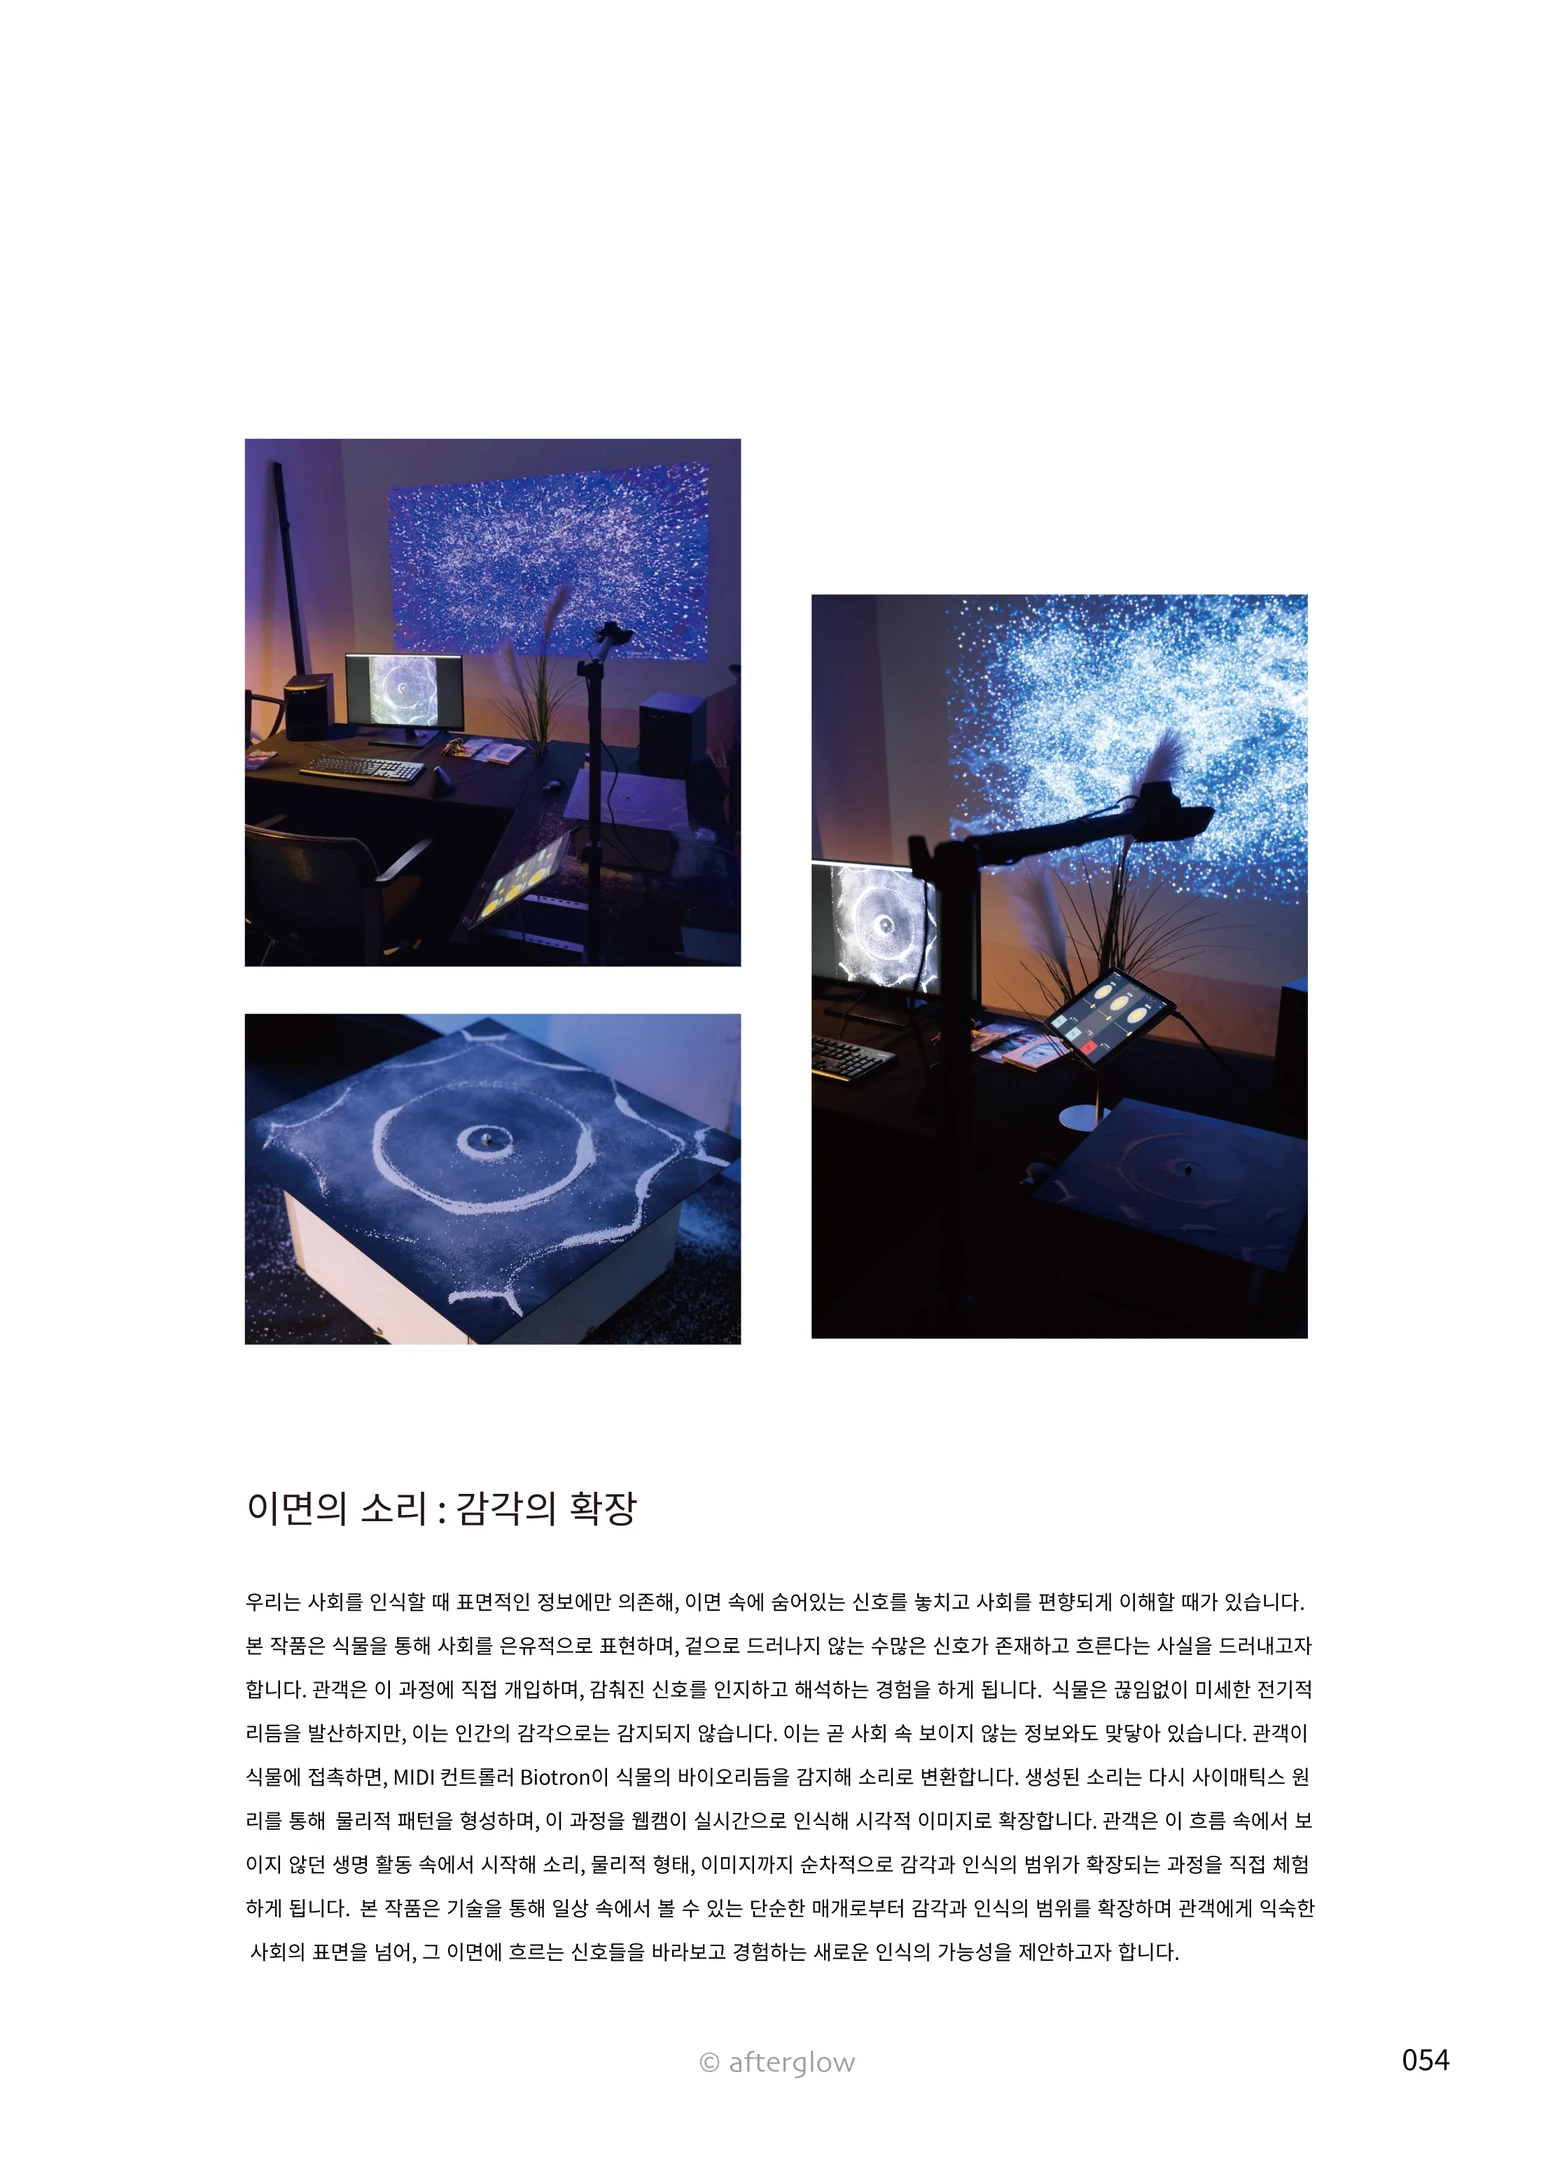 이면의 소리 : 감각의 확장
우리는 사회를 인식할 때 표면적인 정보에만 의존해, 이면 속에 숨어있는 신호를 놓치고 사회를 편향되게 이해할 때가 있습니다.
본 작품은 식물을 통해 사회를 은유적으로 표현하며, 겉으로 드러나지 않는 수많은 신호가 존재하고 흐른다는 사실을 드러내고자
합니다. 관객은 이 과정에 직접 개입하며, 감춰진 신호를 인지하고 해석하는 경험을 하게 됩니다. 식물은 끊임없이 미세한 전기적
리듬을 발산하지만, 이는 인간의 감각으로는 감지되지 않습니다. 이는 곧 사회 속 보이지 않는 정보와도 맞닿아 있습니다. 관객이
식물에 접촉하면, MIDI 컨트롤러 Biotron이 식물의 바이오리듬을 감지해 소리로 변환합니다. 생성된 소리는 다시 사이매틱스 원
리를 통해 물리적 패턴을 형성하며, 이 과정을 웹캠이 실시간으로 인식해 시각적 이미지로 확장합니다. 관객은 이 흐름 속에서 보
이지 않던 생명 활동 속에서 시작해 소리, 물리적 형태, 이미지까지 순차적으로 감각과 인식의 범위가 확장되는 과정을 직접 체험
하게 됩니다. 본 작품은 기술을 통해 일상 속에서 볼 수 있는 단순한 매개로부터 감각과 인식의 범위를 확장하며 관객에게 익숙한
사회의 표면을 넘어, 그 이면에 흐르는 신호들을 바라보고 경험하는 새로운 인식의 가능성을 제안하고자 합니다.
© afterglow
054